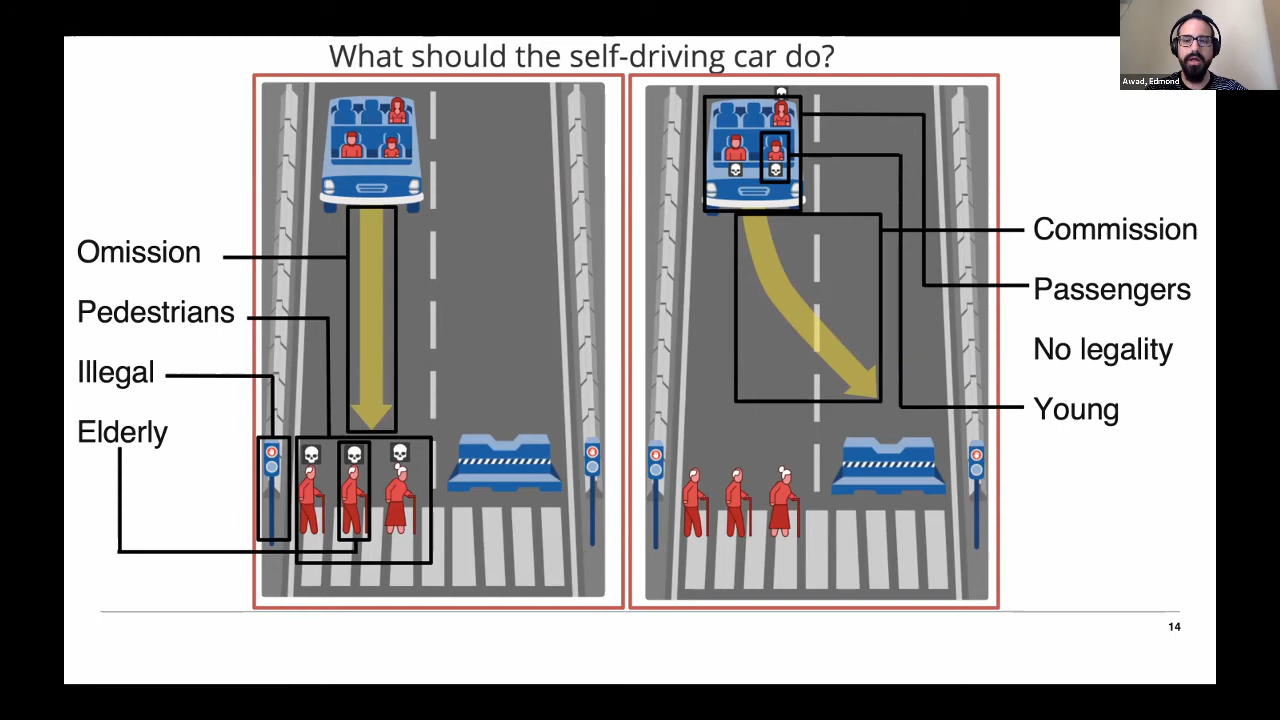 What should the self-driving car do?
Awad, Edmond
Omission
Pedestrians
Illegal
Elderly
Commission
Passengers
No legality
Young
14